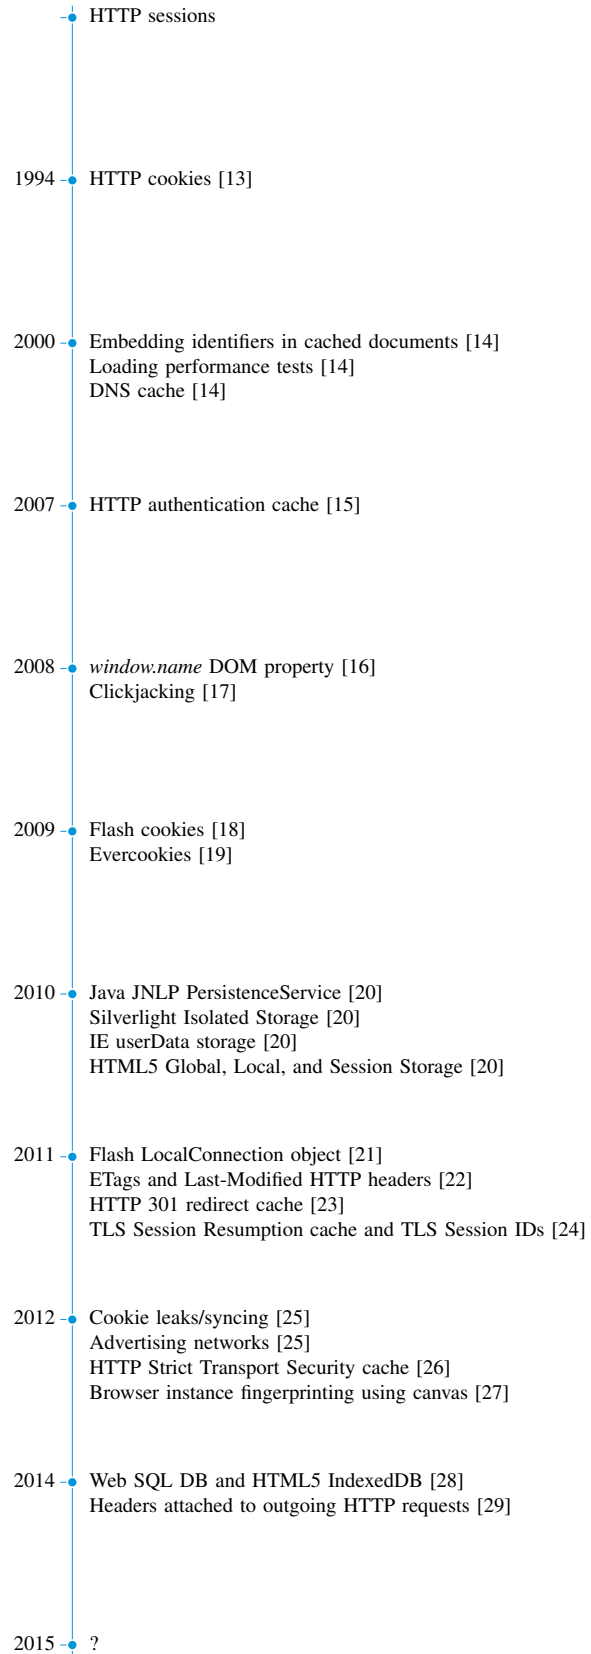 HTTP sessions
1994 HTTP cookies [13]
2000 Embedding identifiers in cached documents [14]
Loading performance tests [14]
DNS cache [14]
2007 HTTP authentication cache [15]
2008 window.name DOM property [16]
Clickjacking [17]
2009 Flash cookies [18]
Evercookies [19]
2010 Java JNLP PersistenceService [20]
Silverlight Isolated Storage [20]
IE userData storage [20]
HTML5 Global, Local, and Session Storage [20]
2011 Flash LocalConnection object [21]
ETags and Last-Modified HTTP headers [22]
HTTP 301 redirect cache [23]
TLS Session Resumption cache and TLS Session IDs [24]
2012 Cookie leaks/syncing [25]
Advertising networks [25]
HTTP Strict Transport Security cache [26]
Browser instance fingerprinting using canvas [27]
2014 Web SQL DB and HTML5 IndexedDB [28]
Headers attached to outgoing HTTP requests [29]
2015 ?